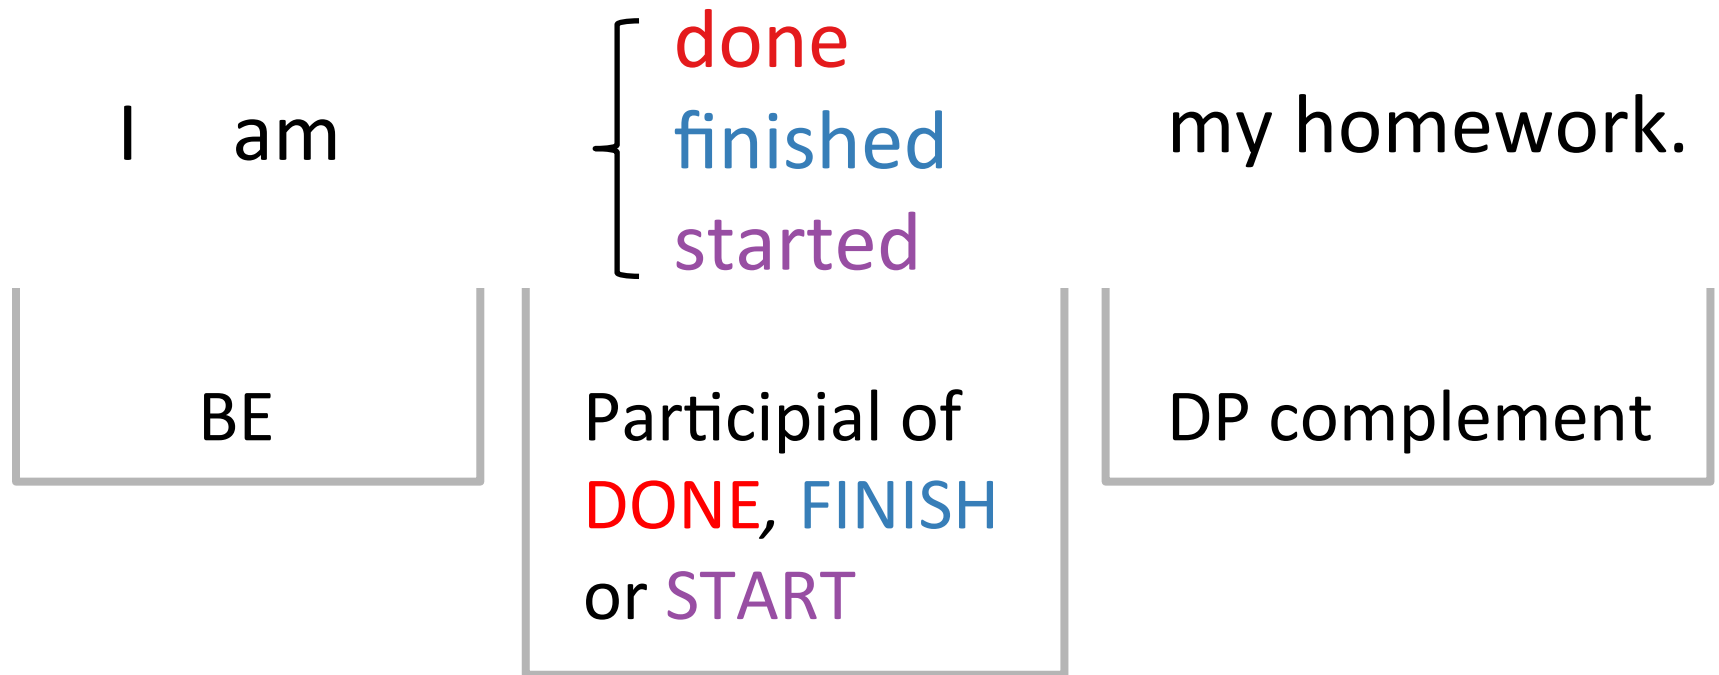 I am
done
finished
started
my homework.
BE
Participial of
DONE, FINISH
or START
DP complement